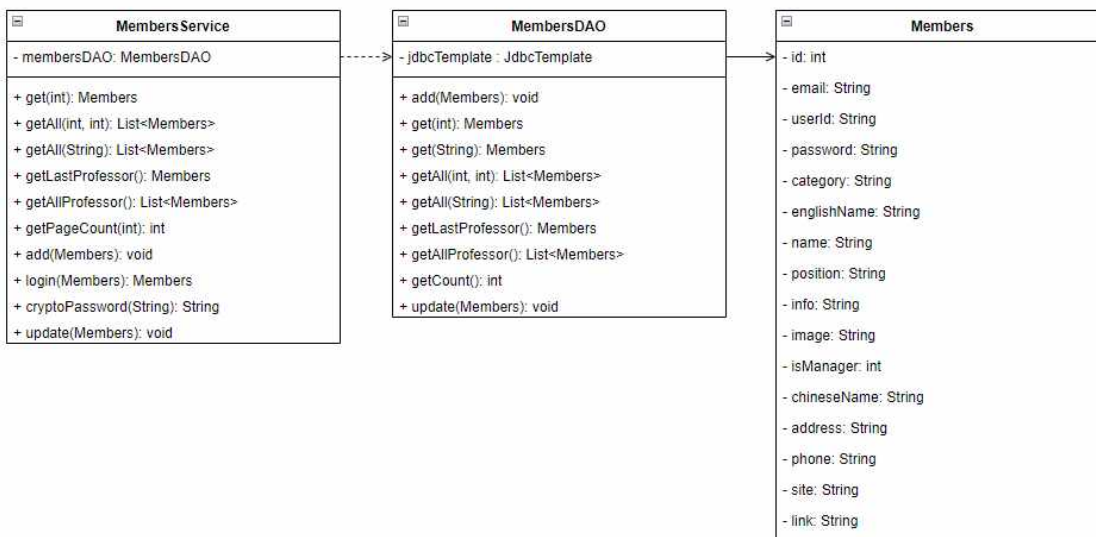 MembersService
- membersDAO: MembersDAO
+ get(int): Members
+ getAll(int, int): List<Members>
+ getAll(String): List<Members>
+ getLastProfessor(): Members
+ getAllProfessor(): List<Members>
+ getPageCount(int): int
+ add(Members): void
+ login(Members): Members
+ cryptoPassword(String): String
+ update(Members): void
MembersDAO
- jdbcTemplate : JdbcTemplate
+ add(Members): void
+ get(int): Members
+ get(String): Members
+ getAll(int, int): List<Members>
+ getAll(String): List<Members>
+ getLastProfessor(): Members
+ getAllProfessor(): List<Members>
+ getCount(): int
+ update(Members): void
Members
- id: int
- email: String
- userId: String
- password: String
- category: String
- englishName: String
- name: String
- position: String
- info: String
- image: String
- isManager: int
- chineseName: String
- address: String
- phone: String
- site: String
- link: String